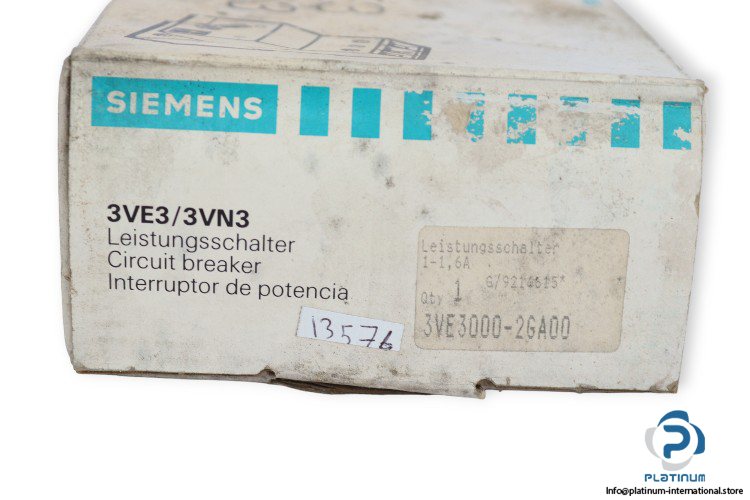 SIEMENS
3VE3/3VN3
Leistungsschalter
Circuit breaker
Interruptor de potencia
Leistungsschalter
1-1,6A
Qty 1
3VE3000-2GA00
13576
PLATINUM
Info@platinum-international.store